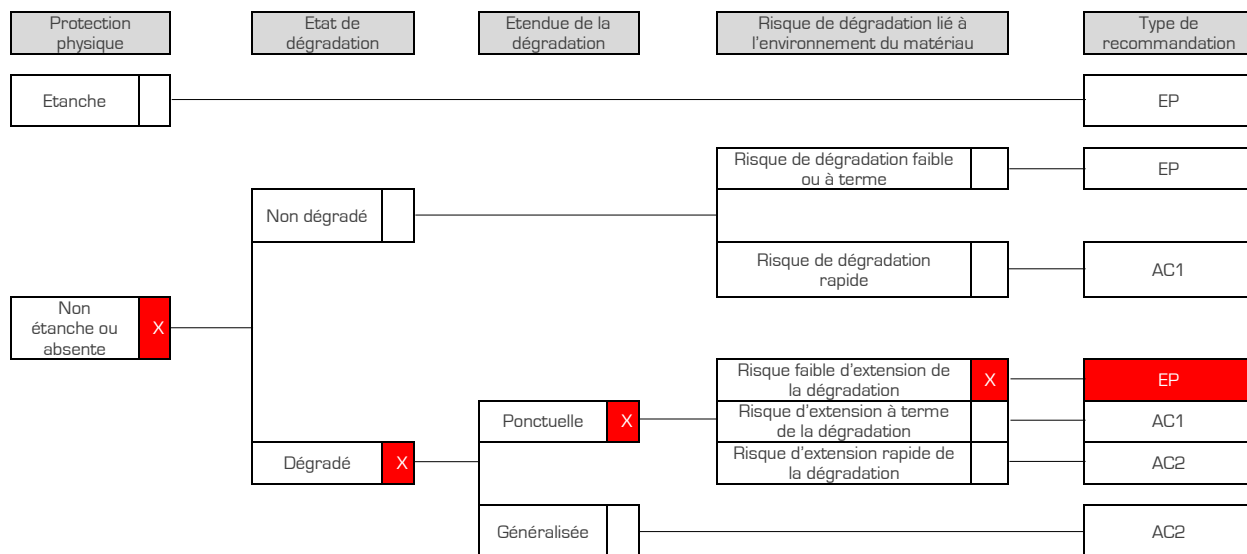 Protection
physique
Etat de
dégradation
Etendue de la
dégradation
Risque de dégradation lié à
l'environnement du matériau
Type de
recommandation
Etanche
EP
Risque de dégradation faible
ou à terme
EP
Non dégradé
Risque de dégradation
rapide
AC1
Non
étanche ou
absente
X
Risque faible d'extension de
la dégradation
X
EP
Ponctuelle
X
Risque d'extension à terme
de la dégradation
AC1
Dégradé
X
Risque d'extension rapide de
la dégradation
AC2
Généralisée
AC2